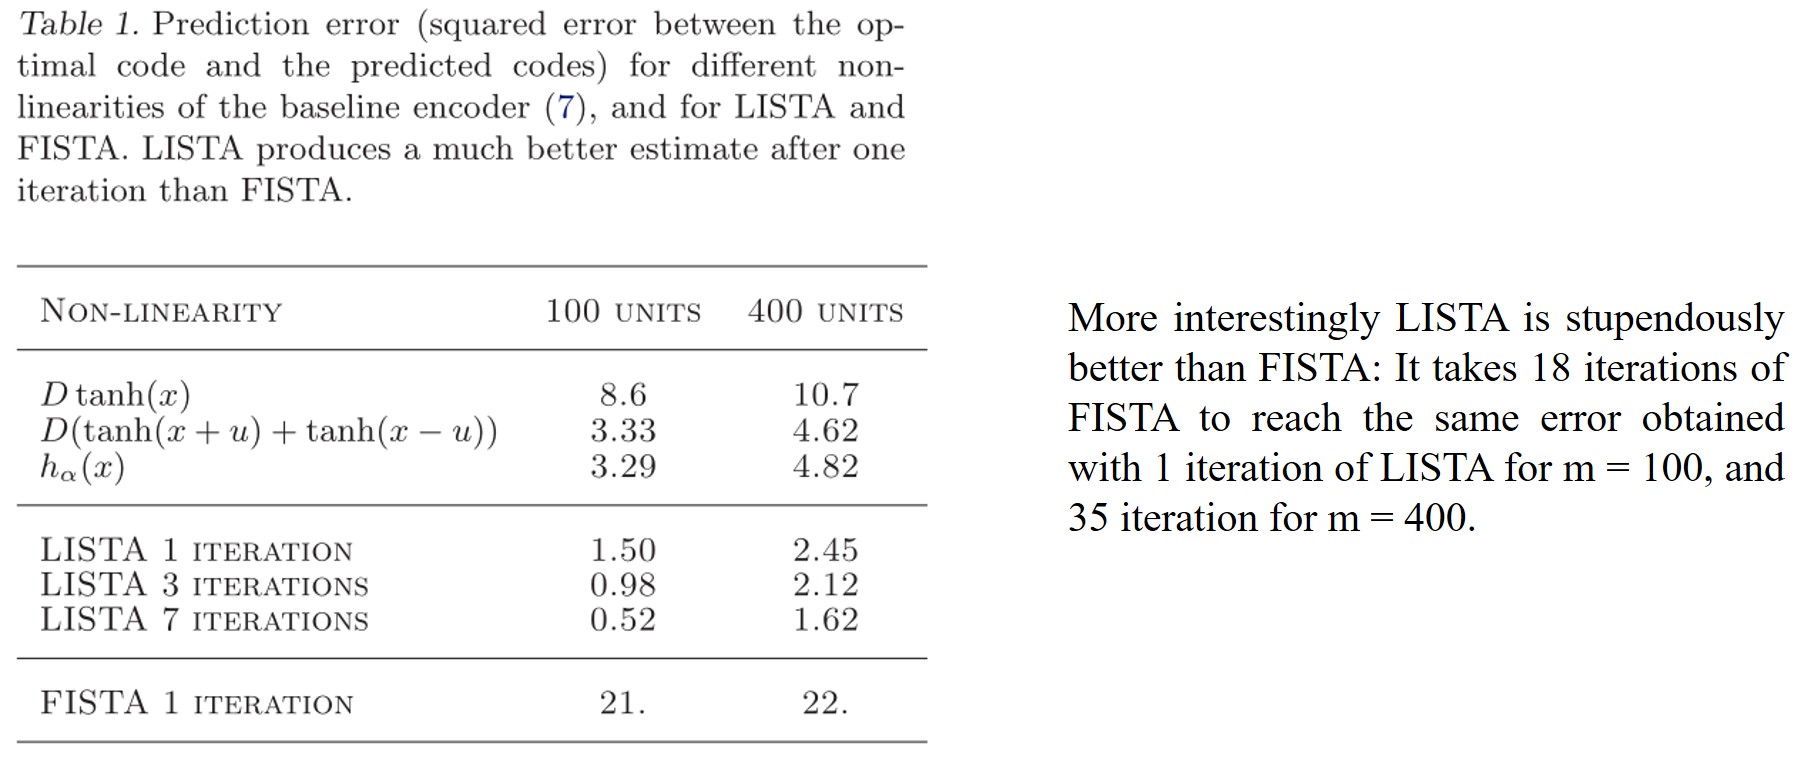 Table 1. Prediction error (squared error between the op-
timal code and the predicted codes) for different non-
linearities of the baseline encoder (7), and for LISTA and
FISTA. LISTA produces a much better estimate after one
iteration than FISTA.
NON-LINEARITY 100 UNITS 400 UNITS
D tanh(x) 8.6 10.7
D(tanh(x + u) + tanh(x − u)) 3.33 4.62
hα(x) 3.29 4.82
LISTA 1 ITERATION 1.50 2.45
LISTA 3 ITERATIONS 0.98 2.12
LISTA 7 ITERATIONS 0.52 1.62
FISTA 1 ITERATION 21. 22.
More interestingly LISTA is stupendously
better than FISTA: It takes 18 iterations of
FISTA to reach the same error obtained
with 1 iteration of LISTA for m = 100, and
35 iteration for m = 400.